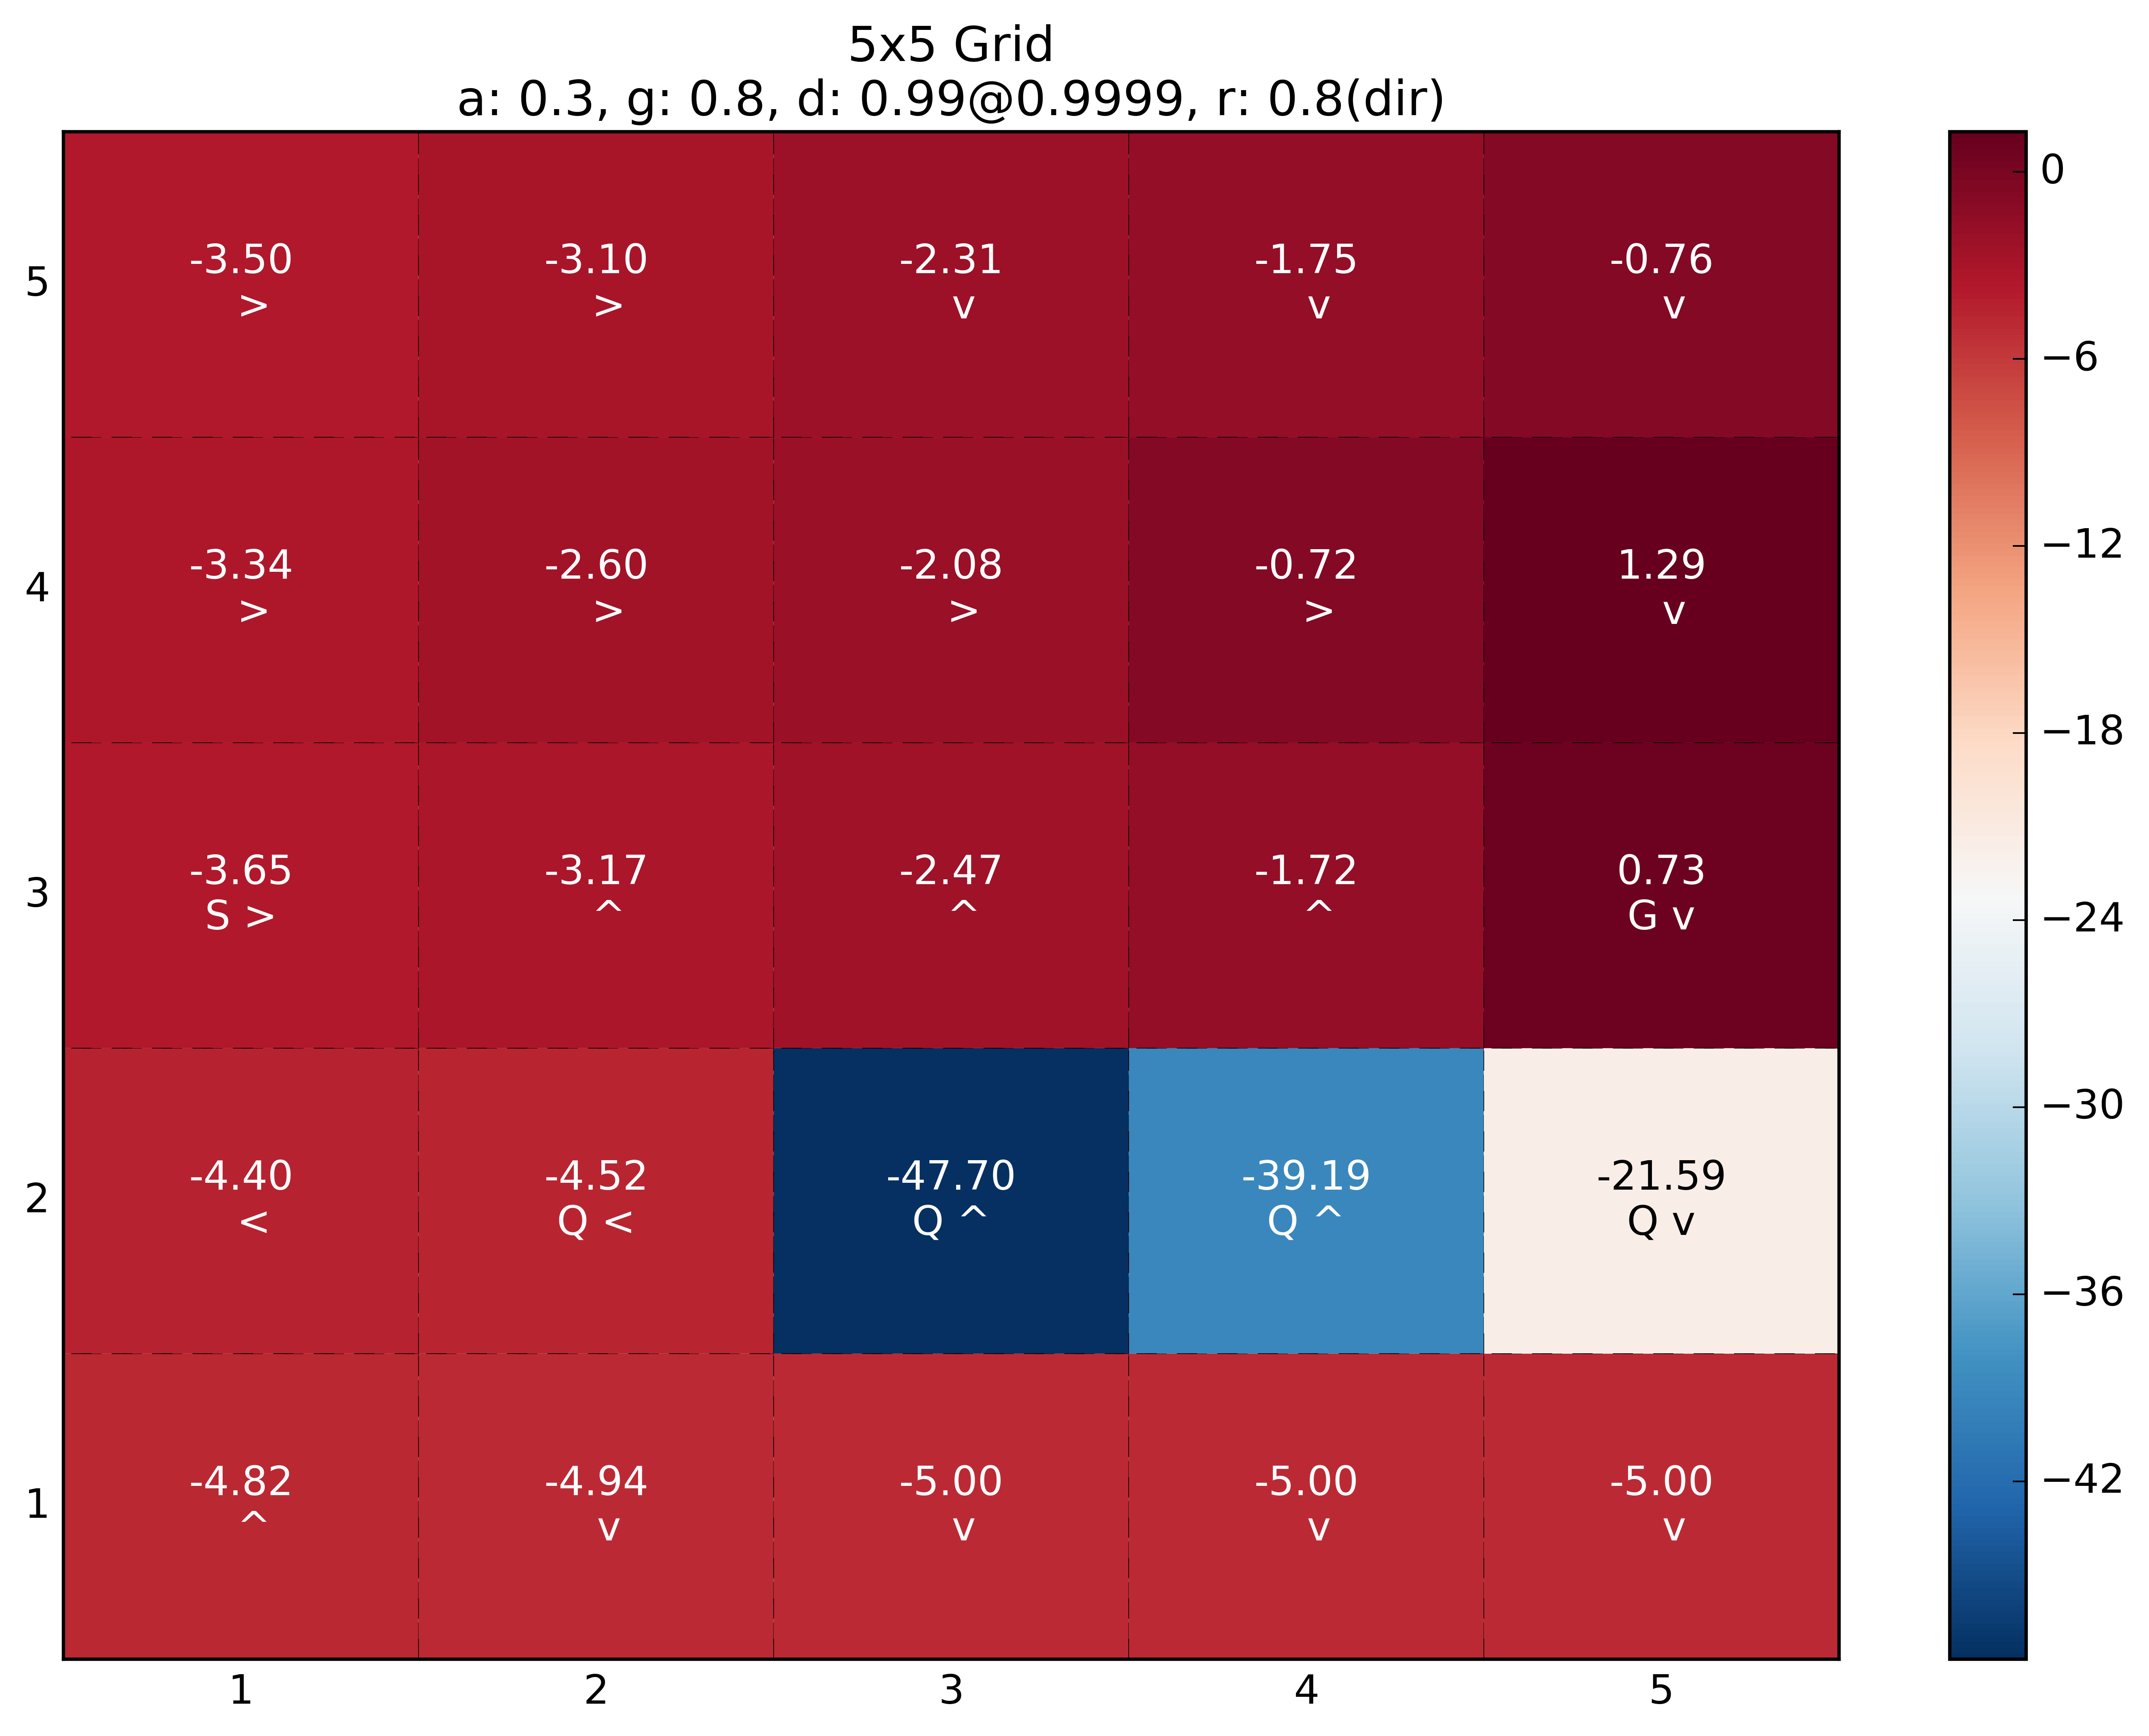 5x5 Grid
a: 0.3, g: 0.8, d: 0.99@0.9999, r: 0.8(dir)
5
-3.50 -3.10 -2.31 -1.75 -0.76
> > v v v
4
-3.34 -2.60 -2.08 -0.72 1.29
> > > > v
3
-3.65 -3.17 -2.47 -1.72 0.73
S > ^ ^ ^ G v
2
-4.40 -4.52 -47.70 -39.19 -21.59
< Q < Q ^ Q ^ Q v
1
-4.82 -4.94 -5.00 -5.00 -5.00
^ v v v v
1 2 3 4 5
0
−6
−12
−18
−24
−30
−36
−42